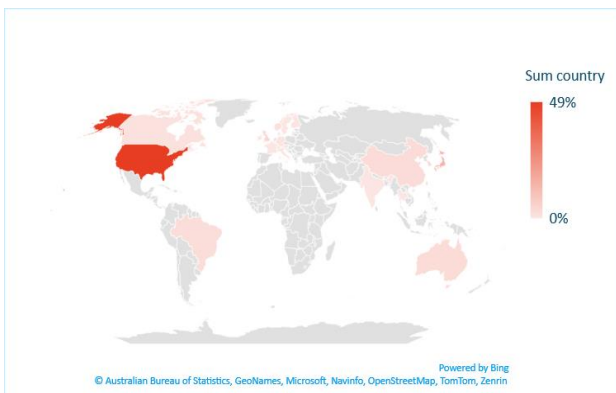 Sum country
49%
0%
Powered by Bing
© Australian Bureau of Statistics, GeoNames, Microsoft, Navinfo, OpenStreetMap, TomTom, Zenrin